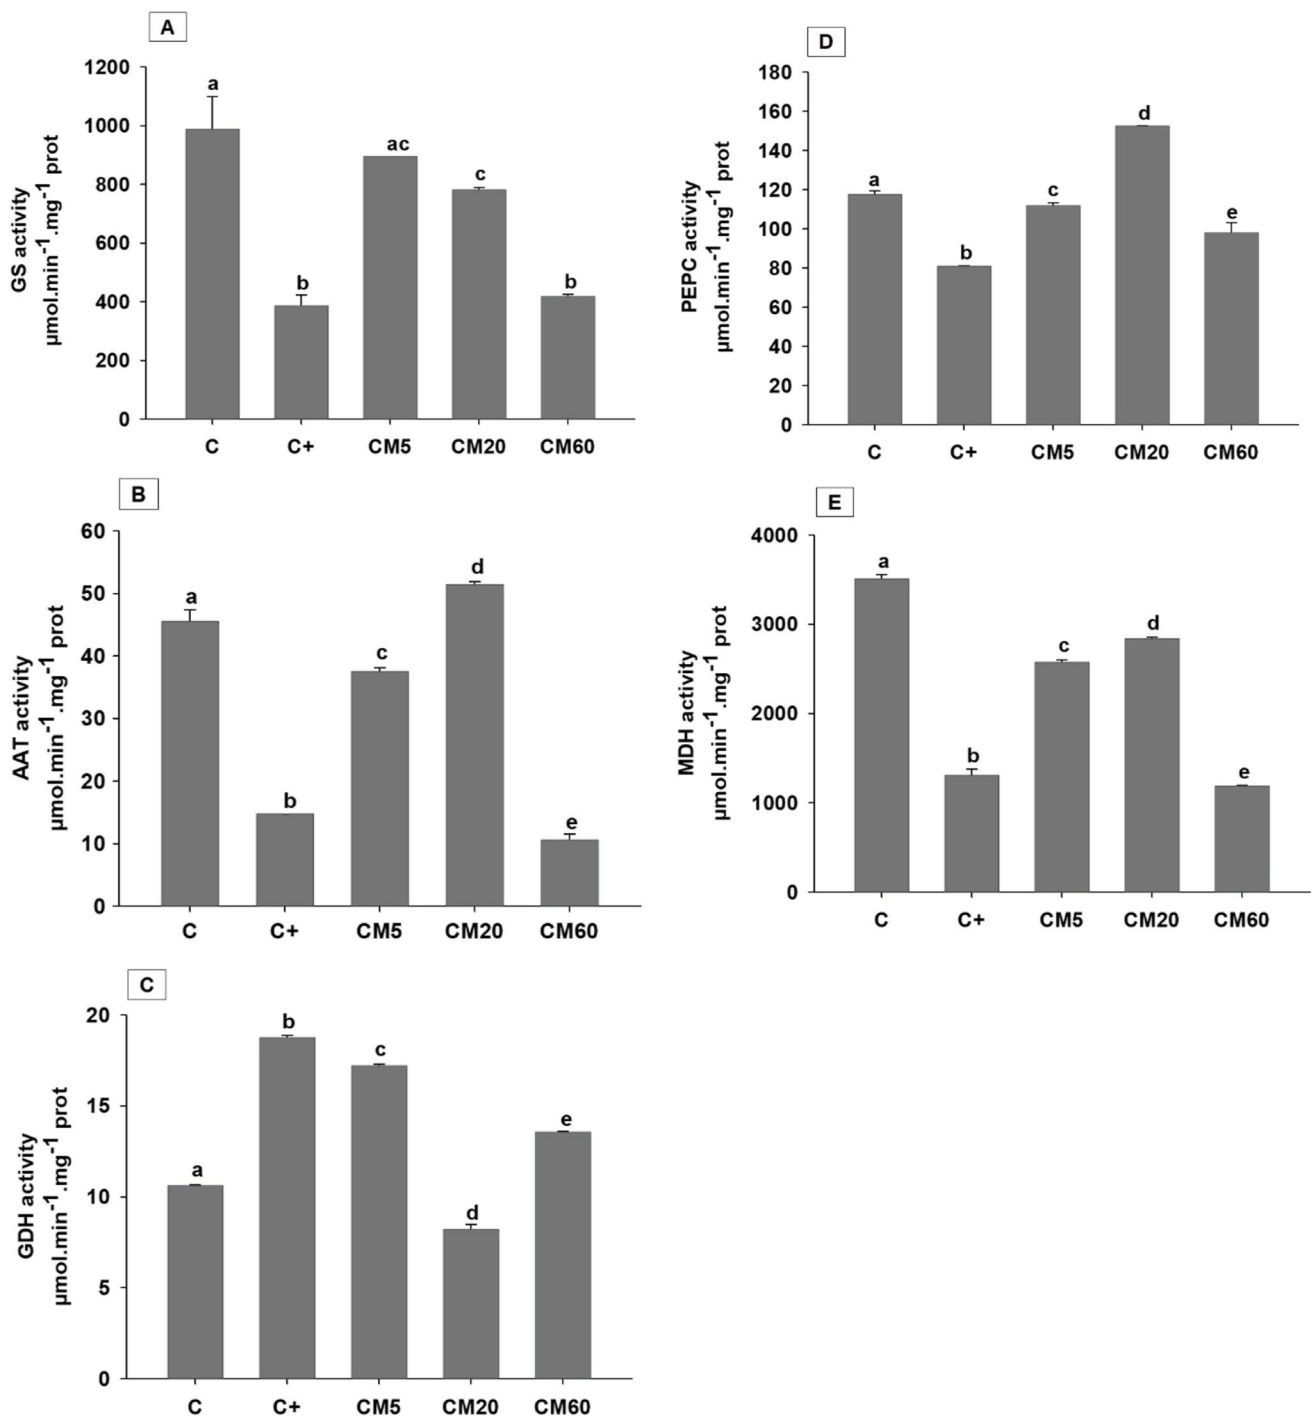 A
GS activity
µmol.min-1.mg-1 prot
1200
1000
800
600
400
200
0
a
b
ac
c
b
C C+ CM5 CM20 CM60
B
AAT activity
µmol.min-1.mg-1 prot
60
50
40
30
20
10
0
a
b
c
d
e
C C+ CM5 CM20 CM60
C
GDH activity
µmol.min-1.mg-1 prot
20
15
10
5
0
a
b
c
d
e
C C+ CM5 CM20 CM60
D
PEPC activity
µmol.min-1.mg-1 prot
180
160
140
120
100
80
60
40
20
0
a
b
c
d
e
C C+ CM5 CM20 CM60
E
MDH activity
µmol.min-1.mg-1 prot
4000
3000
2000
1000
0
a
b
c
d
e
C C+ CM5 CM20 CM60